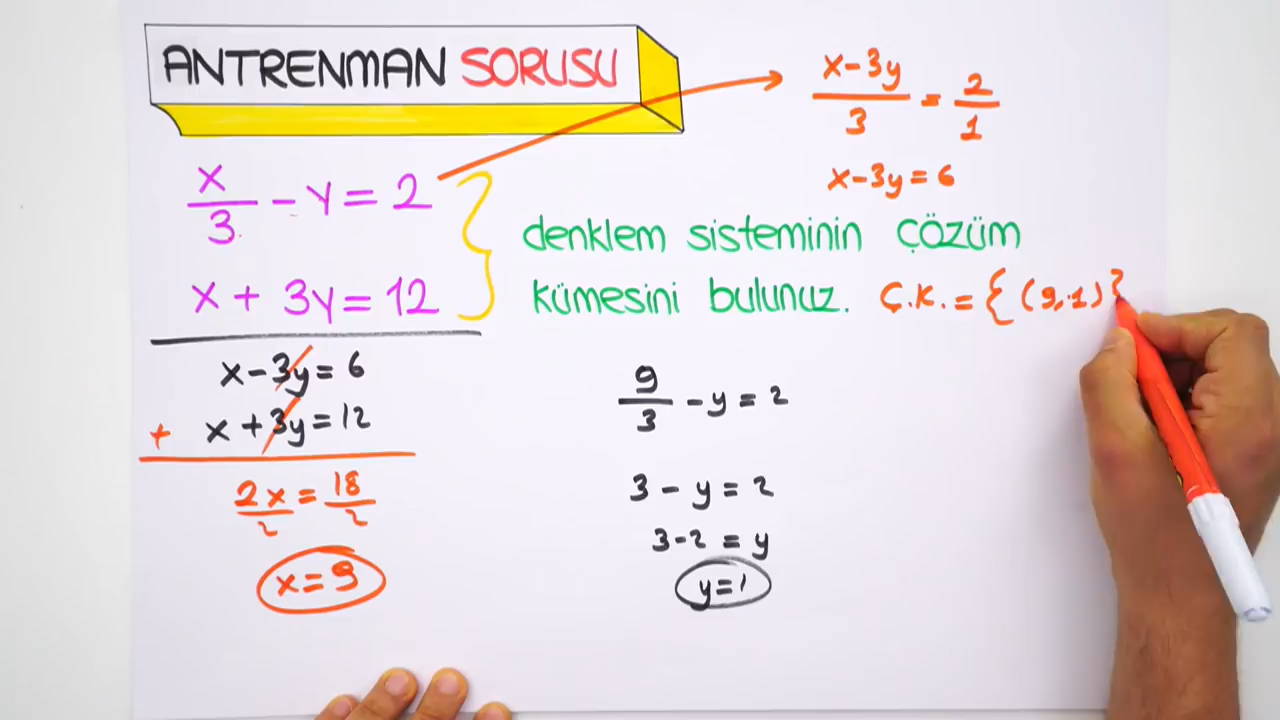 ANTRENMAN SORUSU
x/3 - y = 2
x + 3y = 12
denklem sisteminin çözüm
kümesini bulunuz. Ç.K. = {(9,1)}
(x-3y)/3 = 2/1
x-3y = 6
x - 3y = 6
+ x + 3y = 12
2x/2 = 18/2
x = 9
9/3 - y = 2
3 - y = 2
3-2 = y
y = 1